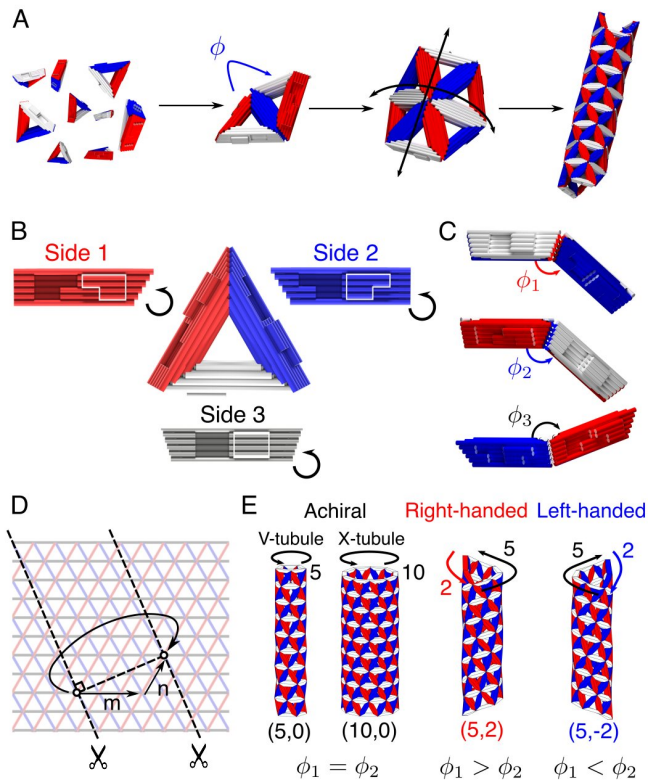 A
ϕ
B
Side 1
Side 2
Side 3
C
ϕ1
ϕ2
ϕ3
D
m
n
E
Achiral
Right-handed
Left-handed
V-tubule
X-tubule
5
10
5
2
5
2
(5,0)
(10,0)
(5,2)
(5,-2)
ϕ1 = ϕ2
ϕ1 > ϕ2
ϕ1 < ϕ2